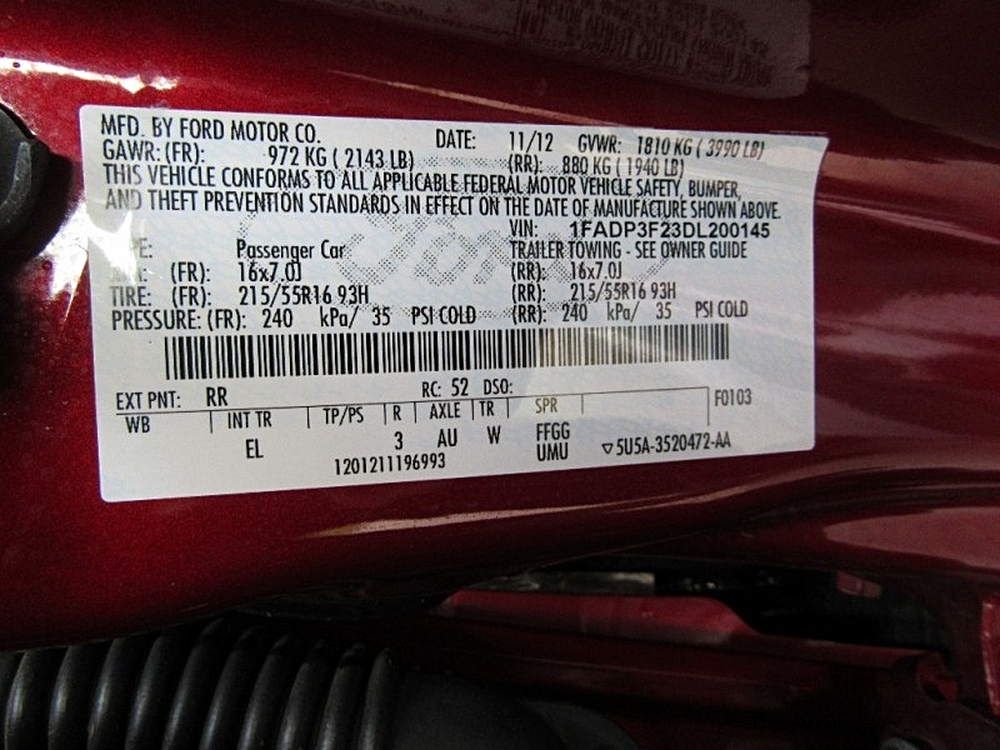 MFD. BY FORD MOTOR CO. DATE: 11/12 GVWR: 1810 KG ( 3990 LB)
GAWR: (FR): 972 KG ( 2143 LB) (RR): 880 KG ( 1940 LB)
THIS VEHICLE CONFORMS TO ALL APPLICABLE FEDERAL MOTOR VEHICLE SAFETY, BUMPER,
AND THEFT PREVENTION STANDARDS IN EFFECT ON THE DATE OF MANUFACTURE SHOWN ABOVE.
VIN: 1FADP3F23DL200145
Passenger Car TRAILER TOWING - SEE OWNER GUIDE
(FR): 16x7.0J (RR): 16x7.0J
TIRE: (FR): 215/55R16 93H (RR): 215/55R16 93H
PRESSURE: (FR): 240 kPa/ 35 PSI COLD (RR): 240 kPa/ 35 PSI COLD
EXT PNT: RR RC: 52 DSO: F0103
WB INT TR TP/PS R AXLE TR SPR
EL 3 AU W FFGG
UMU ▽5U5A-3520472-AA
1201211196993
Ford